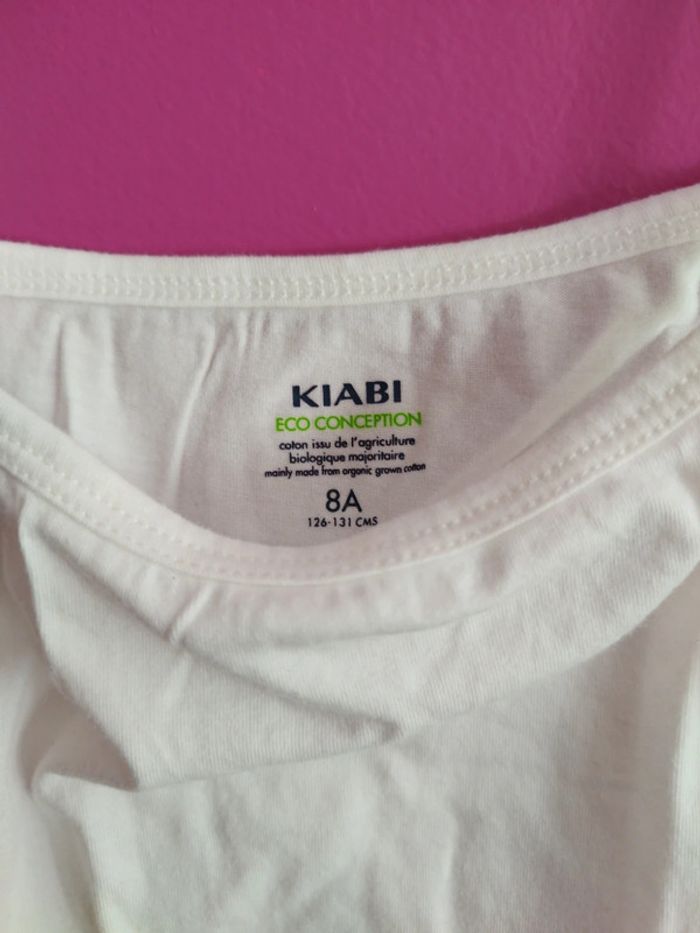 KIABI
ECO CONCEPTION
coton issu de l'agriculture
biologique majoritaire
mainly made from organic grown cotton
8A
126-131 CMS